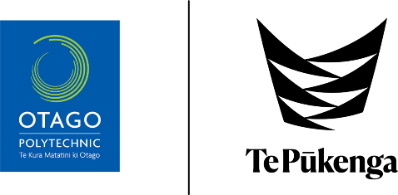 OTAGO
POLYTECHNIC
Te Kura Matatini ki Otago
Te Pūkenga